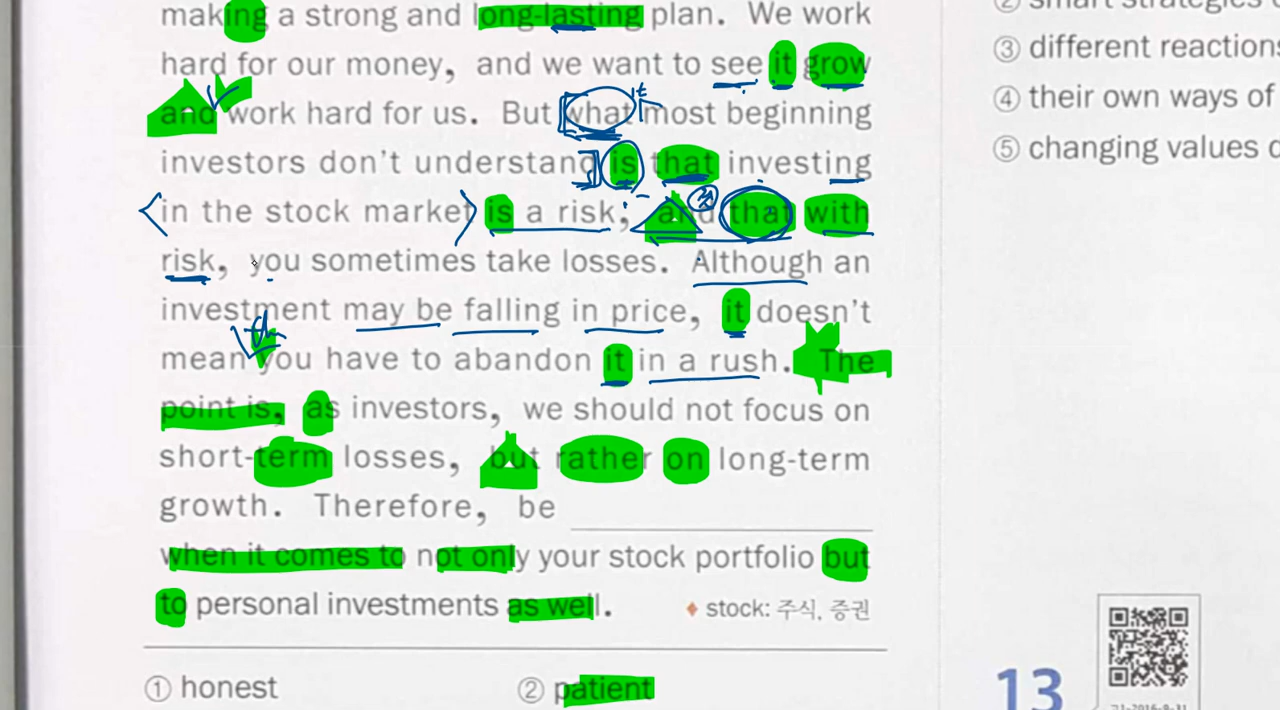 making a strong and long-lasting plan. We work
hard for our money, and we want to see it grow
and work hard for us. But what most beginning
investors don't understand is that investing
in the stock market is a risk, and that with
risk, you sometimes take losses. Although an
investment may be falling in price, it doesn't
mean you have to abandon it in a rush. The
point is, as investors, we should not focus on
short-term losses, but rather on long-term
growth. Therefore, be
when it comes to not only your stock portfolio but
to personal investments as well. ♦ stock: 주식, 증권
① honest ② patient
② smart strategies
③ different reactions
④ their own ways of
⑤ changing values
13